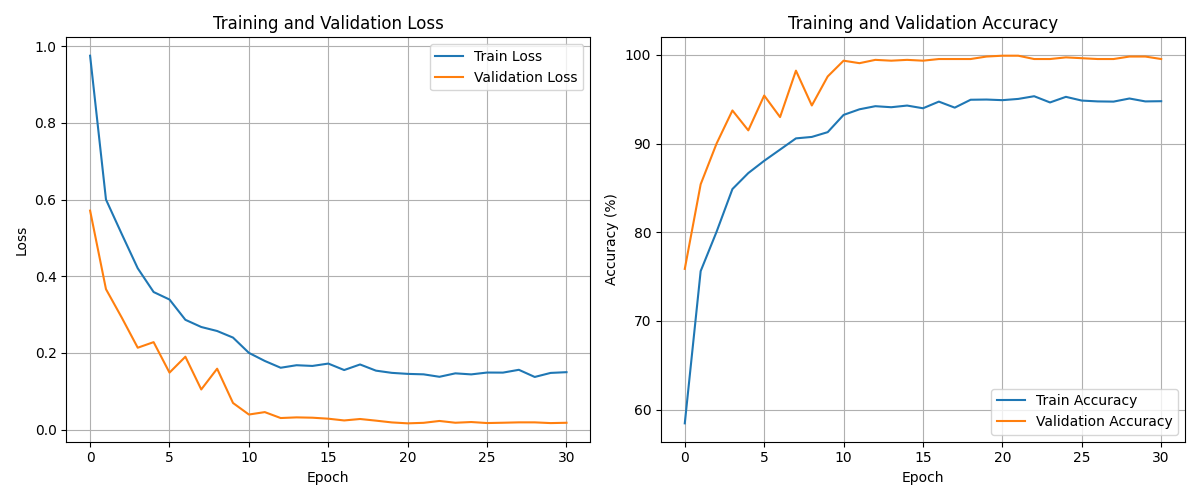 Training and Validation Loss
1.0
0.8
0.6
0.4
0.2
0.0
Loss
Train Loss
Validation Loss
0 5 10 15 20 25 30
Epoch
Training and Validation Accuracy
100
90
80
70
60
Accuracy (%)
Train Accuracy
Validation Accuracy
0 5 10 15 20 25 30
Epoch